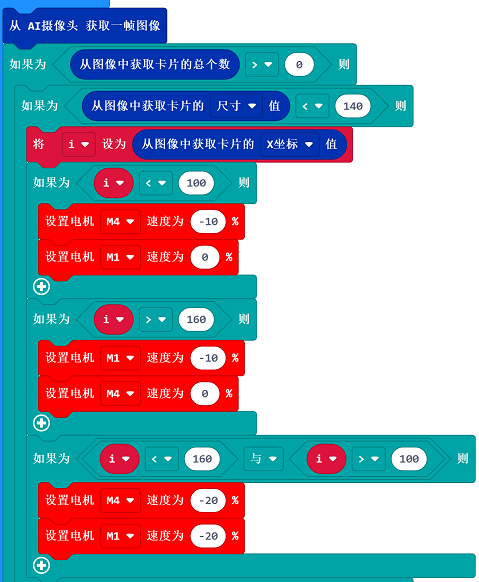 从 AI摄像头 获取一帧图像
如果为 从图像中获取卡片的总个数 > 0 则
如果为 从图像中获取卡片的 尺寸 值 < 140 则
将 i 设为 从图像中获取卡片的 X坐标 值
如果为 i < 100 则
设置电机 M4 速度为 -10 %
设置电机 M1 速度为 0 %
如果为 i > 160 则
设置电机 M1 速度为 -10 %
设置电机 M4 速度为 0 %
如果为 i < 160 与 i > 100 则
设置电机 M4 速度为 -20 %
设置电机 M1 速度为 -20 %